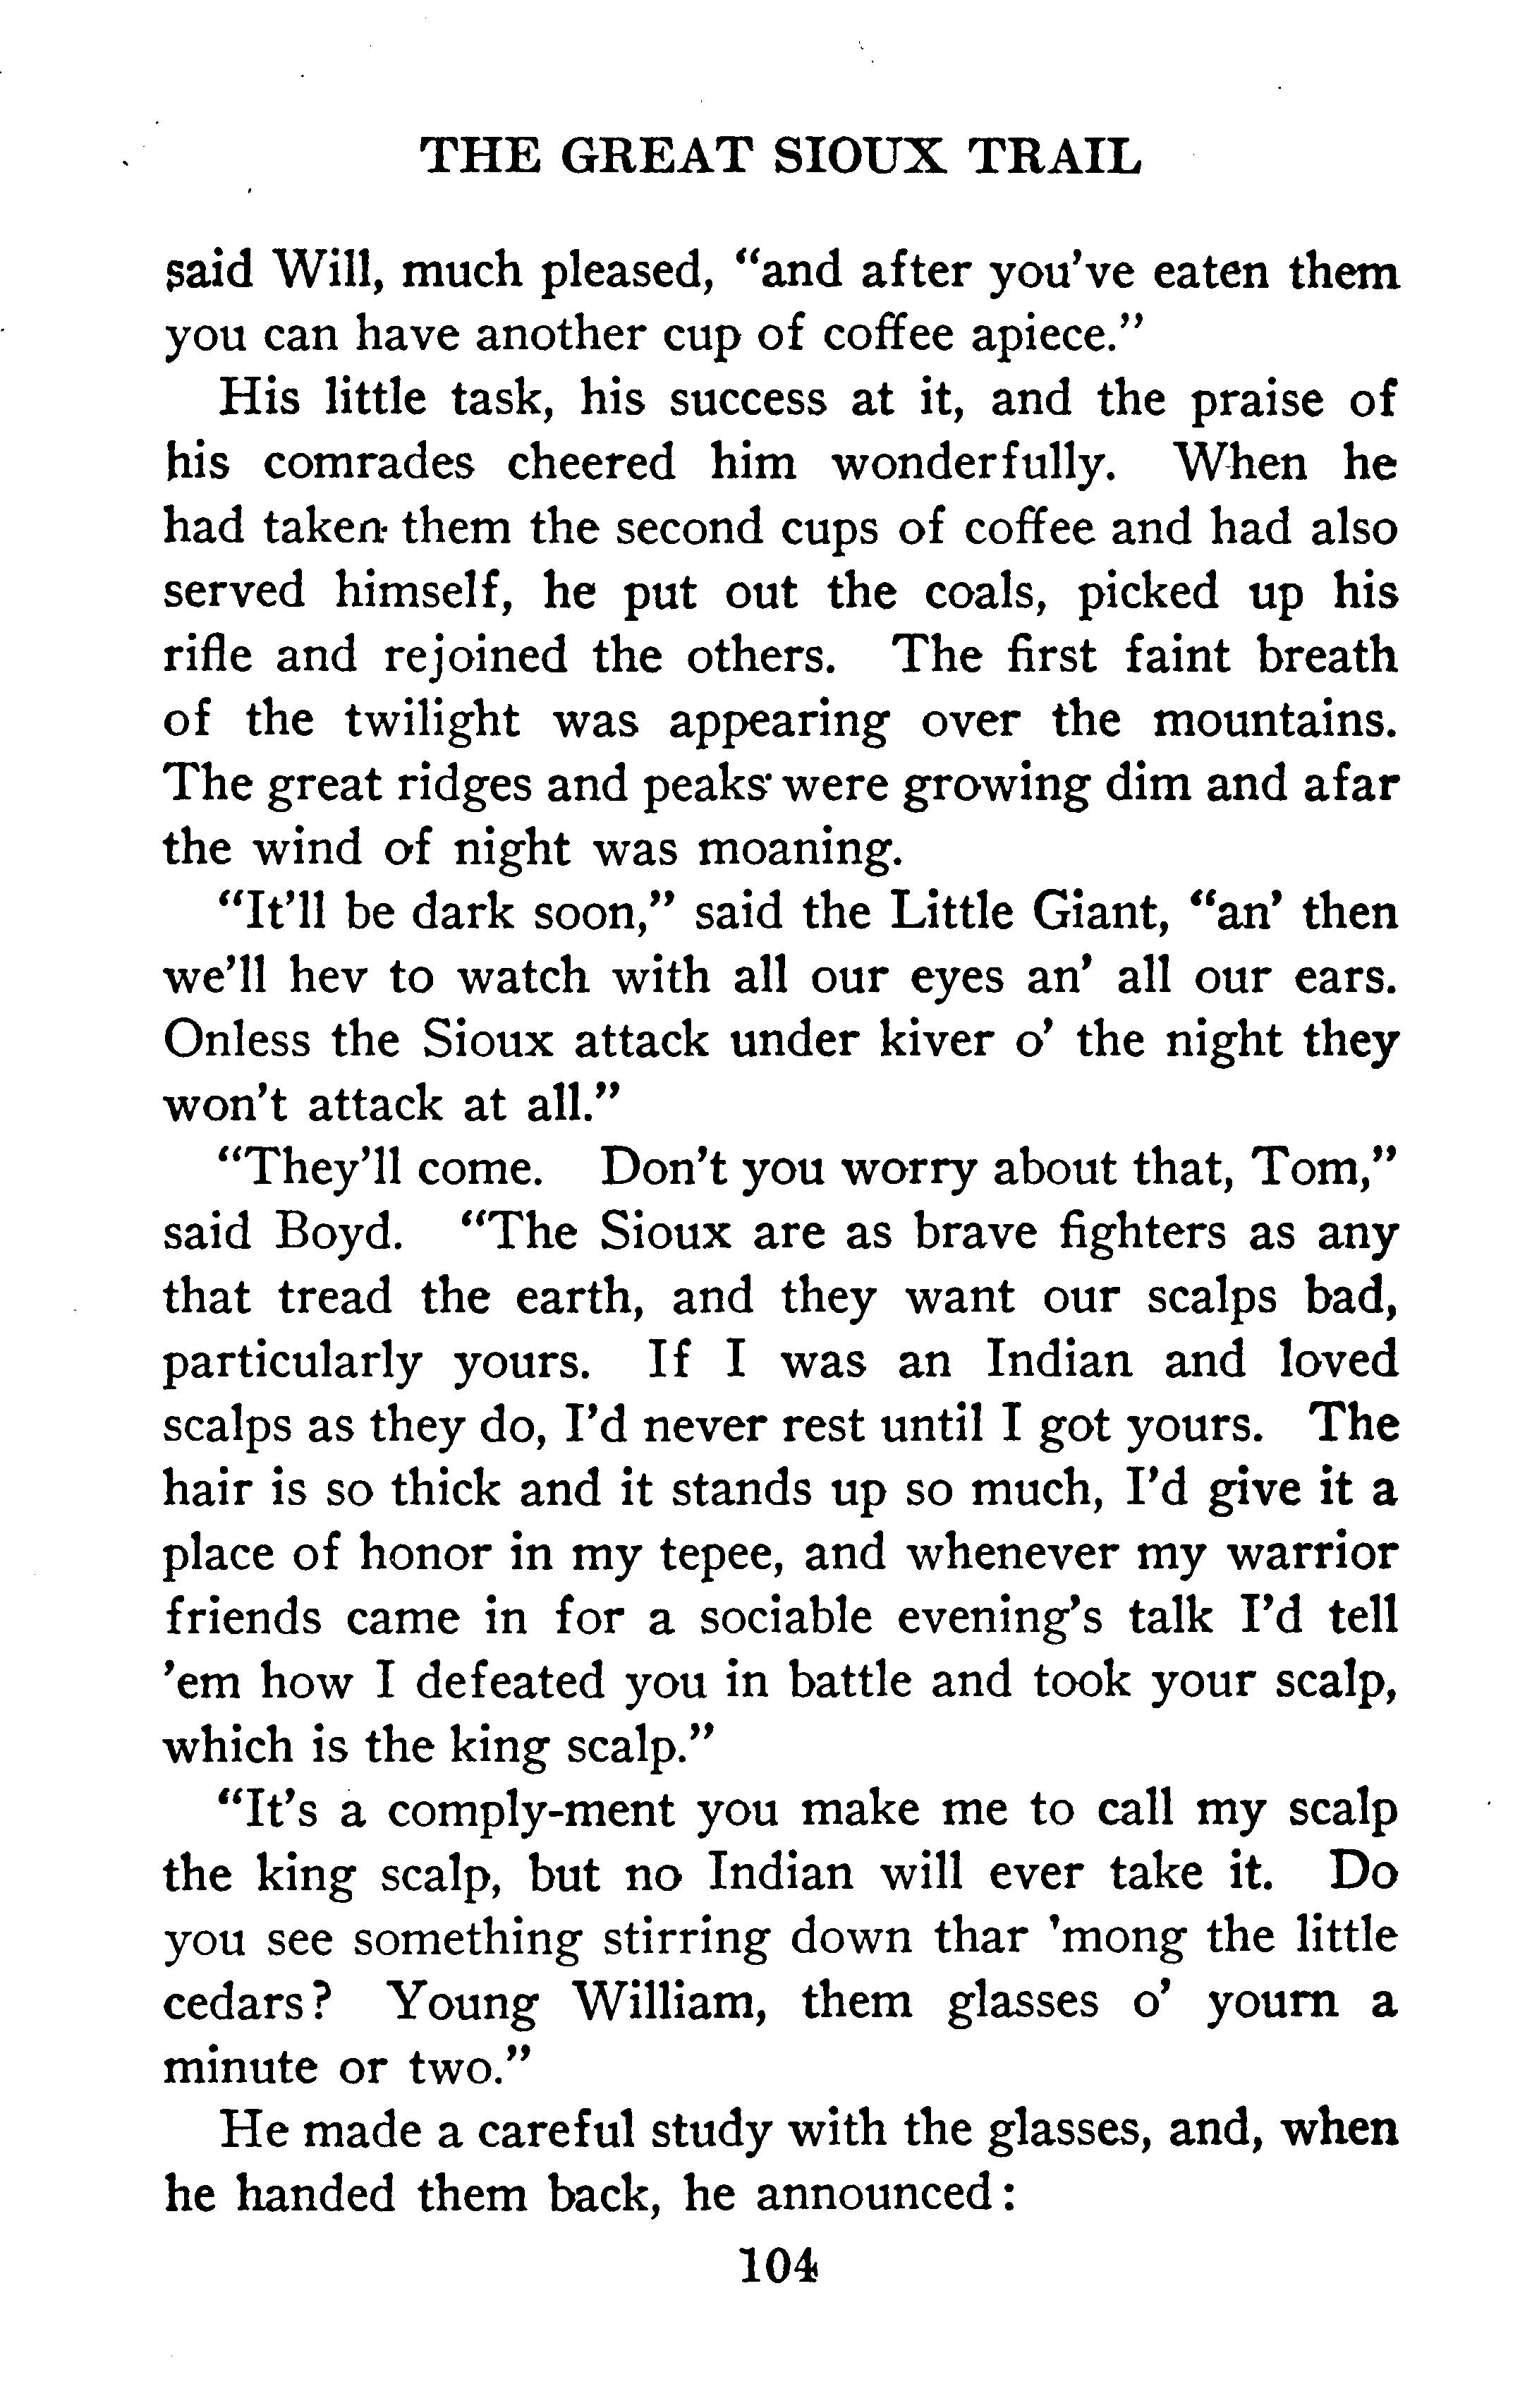 THE GREAT SIOUX TRAIL
said Will, much pleased, "and after you've eaten them
you can have another cup of coffee apiece."
His little task, his success at it, and the praise of
his comrades cheered him wonderfully. When he
had taken them the second cups of coffee and had also
served himself, he put out the coals, picked up his
rifle and rejoined the others. The first faint breath
of the twilight was appearing over the mountains.
The great ridges and peaks were growing dim and afar
the wind of night was moaning.
"It'll be dark soon," said the Little Giant, "an' then
we'll hev to watch with all our eyes an' all our ears.
Onless the Sioux attack under kiver o' the night they
won't attack at all."
"They'll come. Don't you worry about that, Tom,"
said Boyd. "The Sioux are as brave fighters as any
that tread the earth, and they want our scalps bad,
particularly yours. If I was an Indian and loved
scalps as they do, I'd never rest until I got yours. The
hair is so thick and it stands up so much, I'd give it a
place of honor in my tepee, and whenever my warrior
friends came in for a sociable evening's talk I'd tell
'em how I defeated you in battle and took your scalp,
which is the king scalp."
"It's a comply-ment you make me to call my scalp
the king scalp, but no Indian will ever take it. Do
you see something stirring down thar 'mong the little
cedars? Young William, them glasses o' yourn a
minute or two."
He made a careful study with the glasses, and, when
he handed them back, he announced:
104